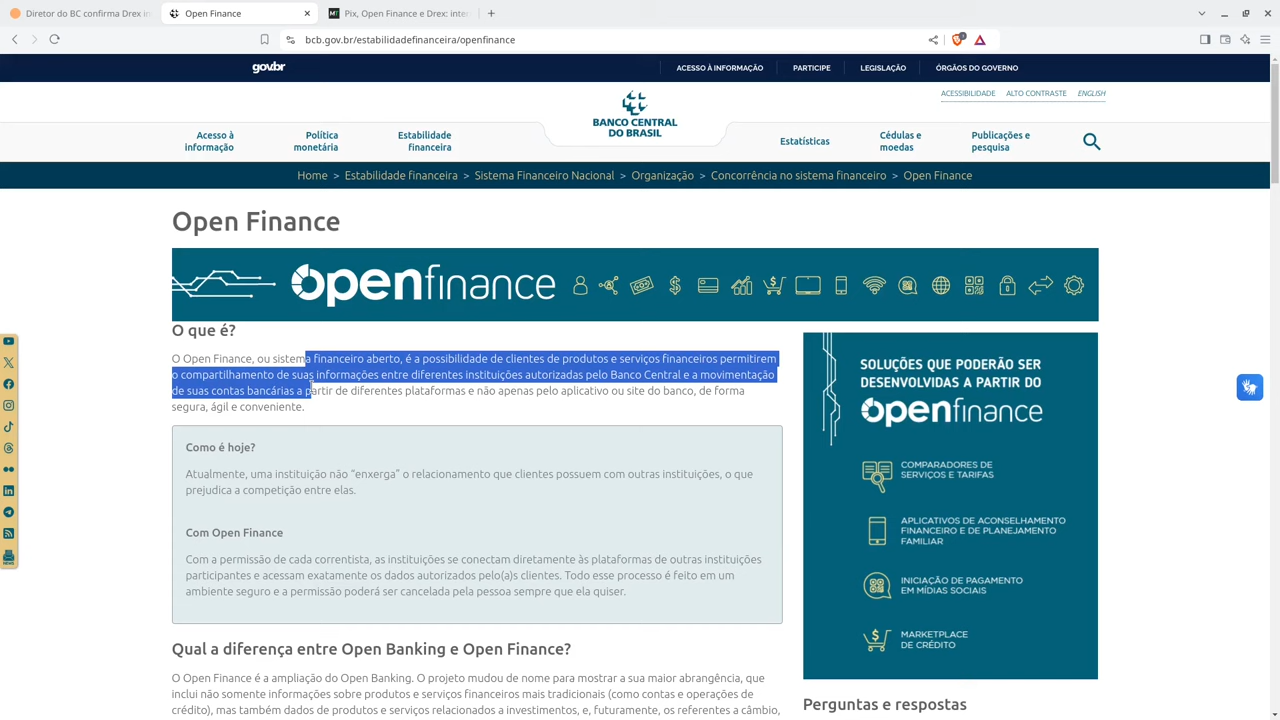 Diretor do BC confirma Drex in
Open Finance
Pix, Open Finance e Drex: inter
bcb.gov.br/estabilidadefinanceira/openfinance
govbr
ACESSO À INFORMAÇÃO
PARTICIPE
LEGISLAÇÃO
ÓRGÃOS DO GOVERNO
ACESSIBILIDADE
ALTO CONTRASTE
ENGLISH
BANCO CENTRAL
DO BRASIL
Acesso à
informação
Política
monetária
Estabilidade
financeira
Estatísticas
Cédulas e
moedas
Publicações e
pesquisa
Home > Estabilidade financeira > Sistema Financeiro Nacional > Organização > Concorrência no sistema financeiro > Open Finance
Open Finance
openfinance
O que é?
O Open Finance, ou sistema financeiro aberto, é a possibilidade de clientes de produtos e serviços financeiros permitirem
o compartilhamento de suas informações entre diferentes instituições autorizadas pelo Banco Central e a movimentação
de suas contas bancárias a partir de diferentes plataformas e não apenas pelo aplicativo ou site do banco, de forma
segura, ágil e conveniente.
Como é hoje?
Atualmente, uma instituição não “enxerga” o relacionamento que clientes possuem com outras instituições, o que
prejudica a competição entre elas.
Com Open Finance
Com a permissão de cada correntista, as instituições se conectam diretamente às plataformas de outras instituições
participantes e acessam exatamente os dados autorizados pelo(a)s clientes. Todo esse processo é feito em um
ambiente seguro e a permissão poderá ser cancelada pela pessoa sempre que ela quiser.
Qual a diferença entre Open Banking e Open Finance?
O Open Finance é a ampliação do Open Banking. O projeto mudou de nome para mostrar a sua maior abrangência, que
inclui não somente informações sobre produtos e serviços financeiros mais tradicionais (como contas e operações de
crédito), mas também dados de produtos e serviços relacionados a investimentos, e, futuramente, os referentes a câmbio,
SOLUÇÕES QUE PODERÃO SER
DESENVOLVIDAS A PARTIR DO
openfinance
COMPARADORES DE
SERVIÇOS E TARIFAS
APLICATIVOS DE ACONSELHAMENTO
FINANCEIRO E DE PLANEJAMENTO
FAMILIAR
INICIAÇÃO DE PAGAMENTO
EM MÍDIAS SOCIAIS
MARKETPLACE
DE CRÉDITO
Perguntas e respostas